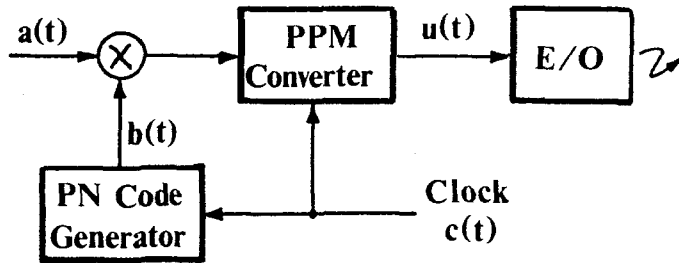 a(t)
PPM
Converter
u(t)
E/O
b(t)
PN Code
Generator
Clock
c(t)